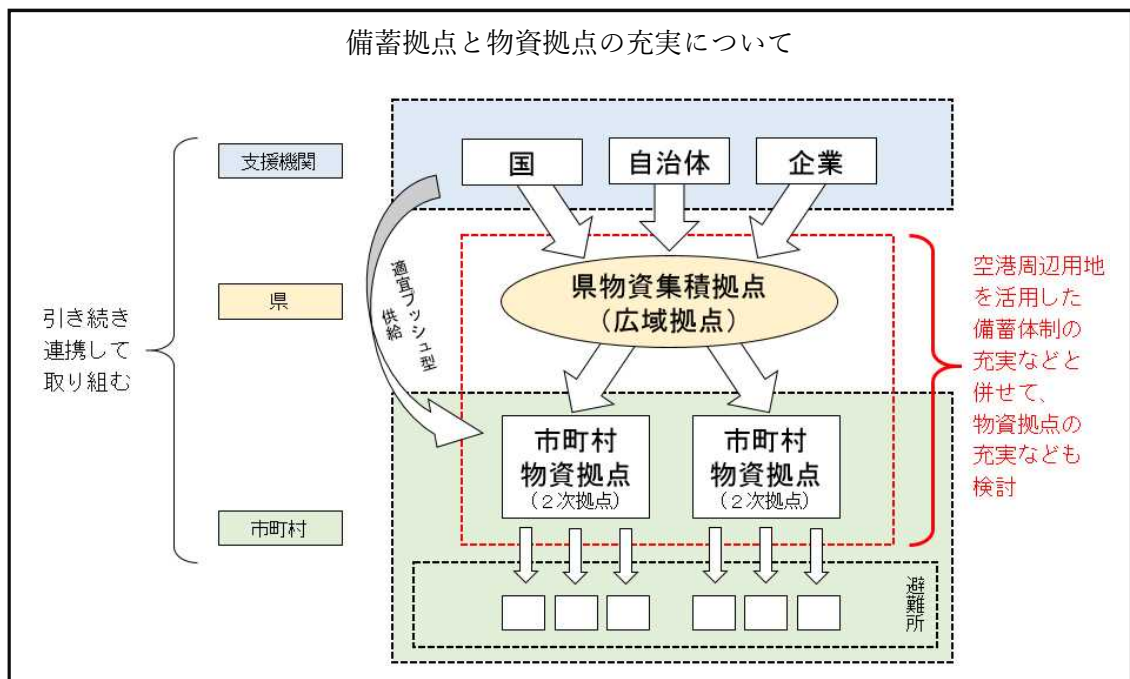 備蓄拠点と物資拠点の充実について
支援機関
国
自治体
企業
県
県物資集積拠点
（広域拠点）
適宜プッシュ型
供給
引き続き
連携して
取り組む
空港周辺用地
を活用した
備蓄体制の
充実などと
併せて、
物資拠点の
充実なども
検討
市町村
市町村
物資拠点
（２次拠点）
市町村
物資拠点
（２次拠点）
避難所